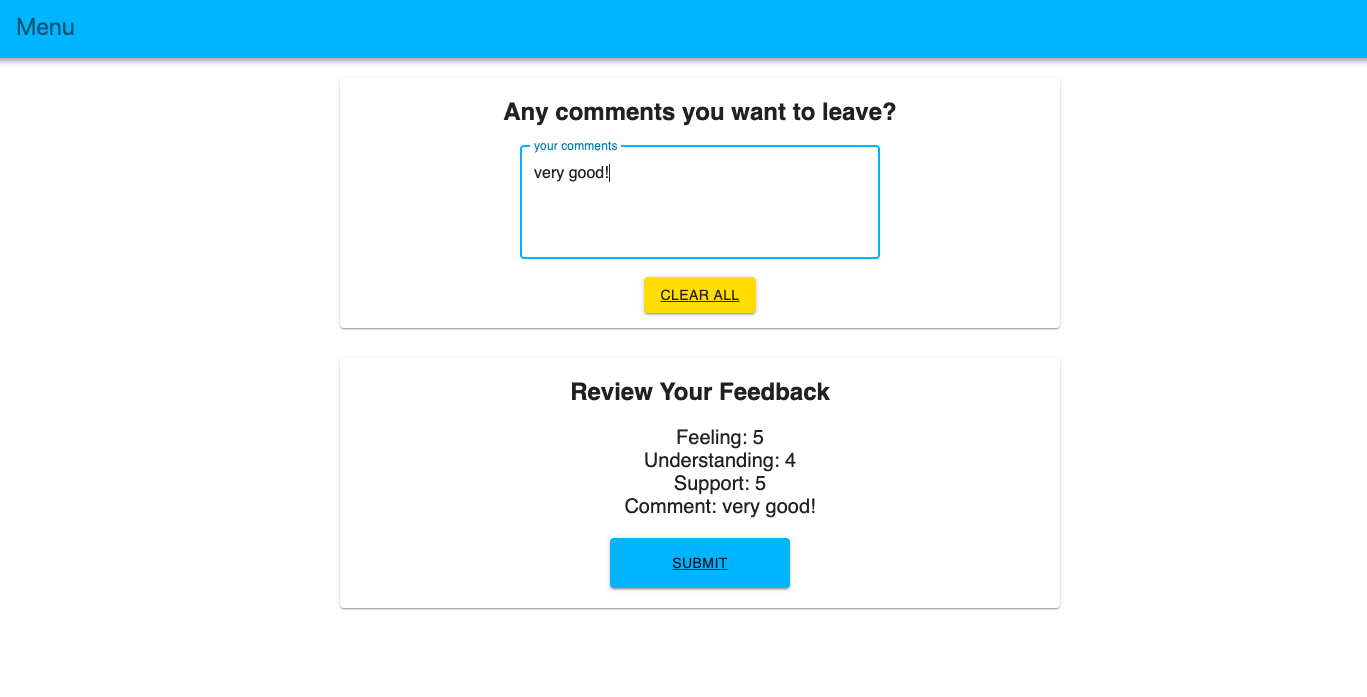 Menu
Any comments you want to leave?
your comments
very good!
CLEAR ALL
Review Your Feedback
Feeling: 5
Understanding: 4
Support: 5
Comment: very good!
SUBMIT